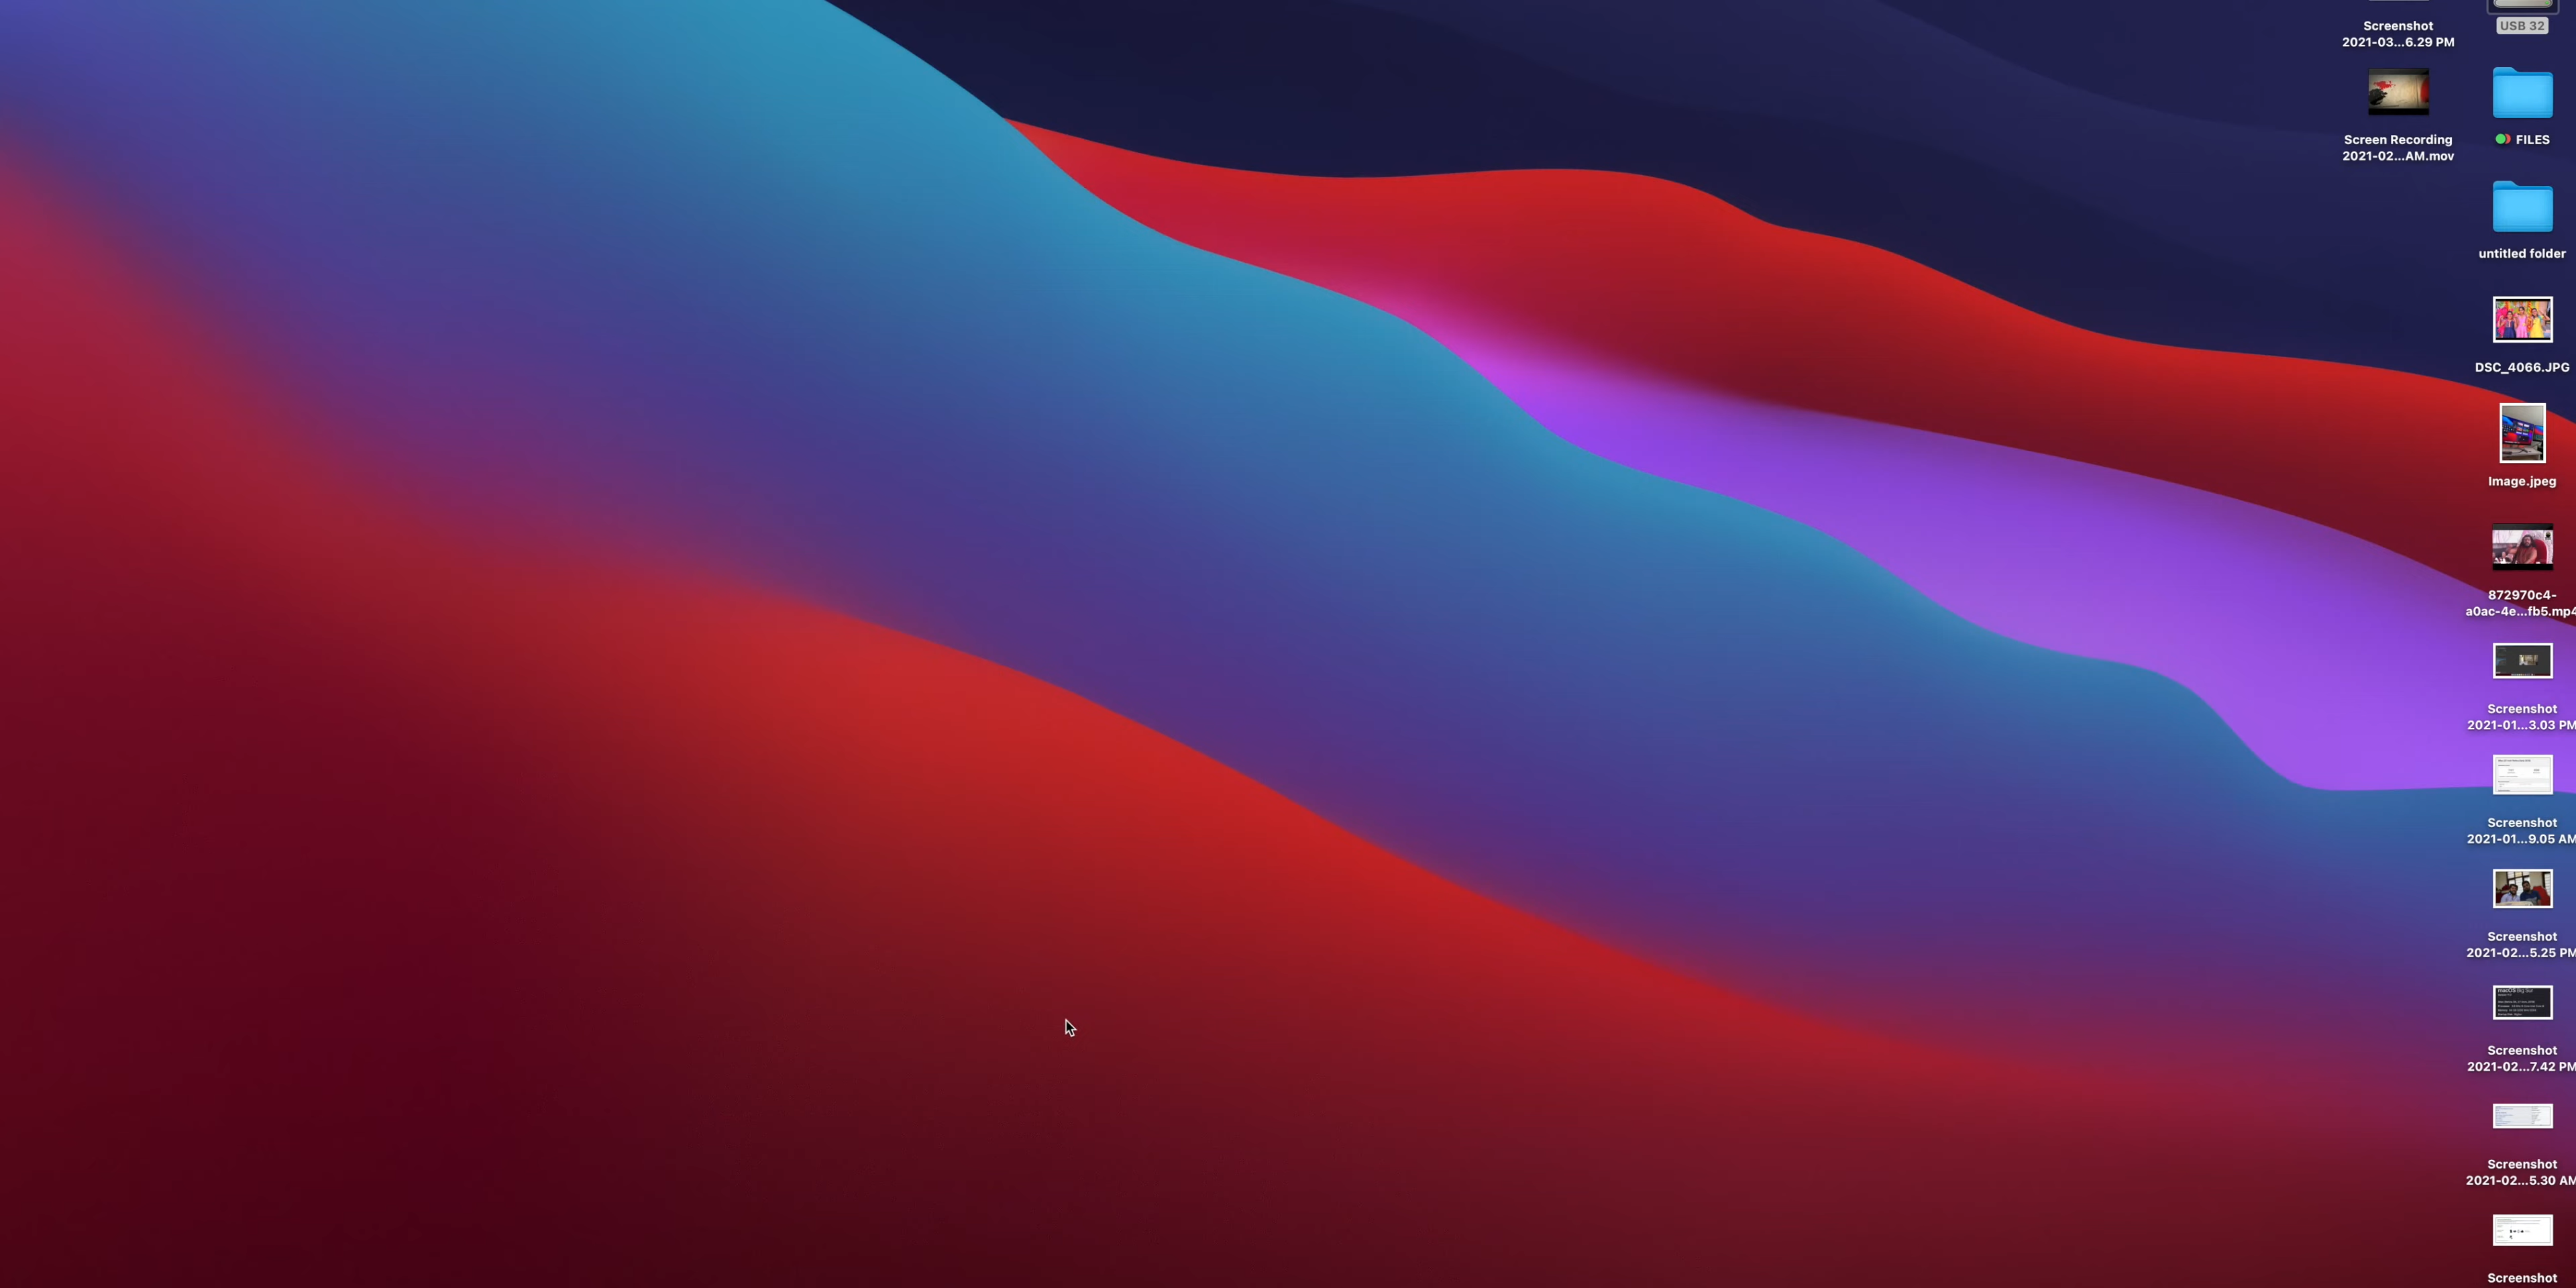 Screenshot
2021-03...6.29 PM
USB 32
Screen Recording
2021-02...AM.mov
FILES
untitled folder
DSC_4066.JPG
Image.jpeg
872970c4-
a0ac-4e...fb5.mp4
Screenshot
2021-01...3.03 PM
Screenshot
2021-01...9.05 AM
Screenshot
2021-02...5.25 PM
macOS Big Sur
Screenshot
2021-02...7.42 PM
Screenshot
2021-02...5.30 AM
Screenshot